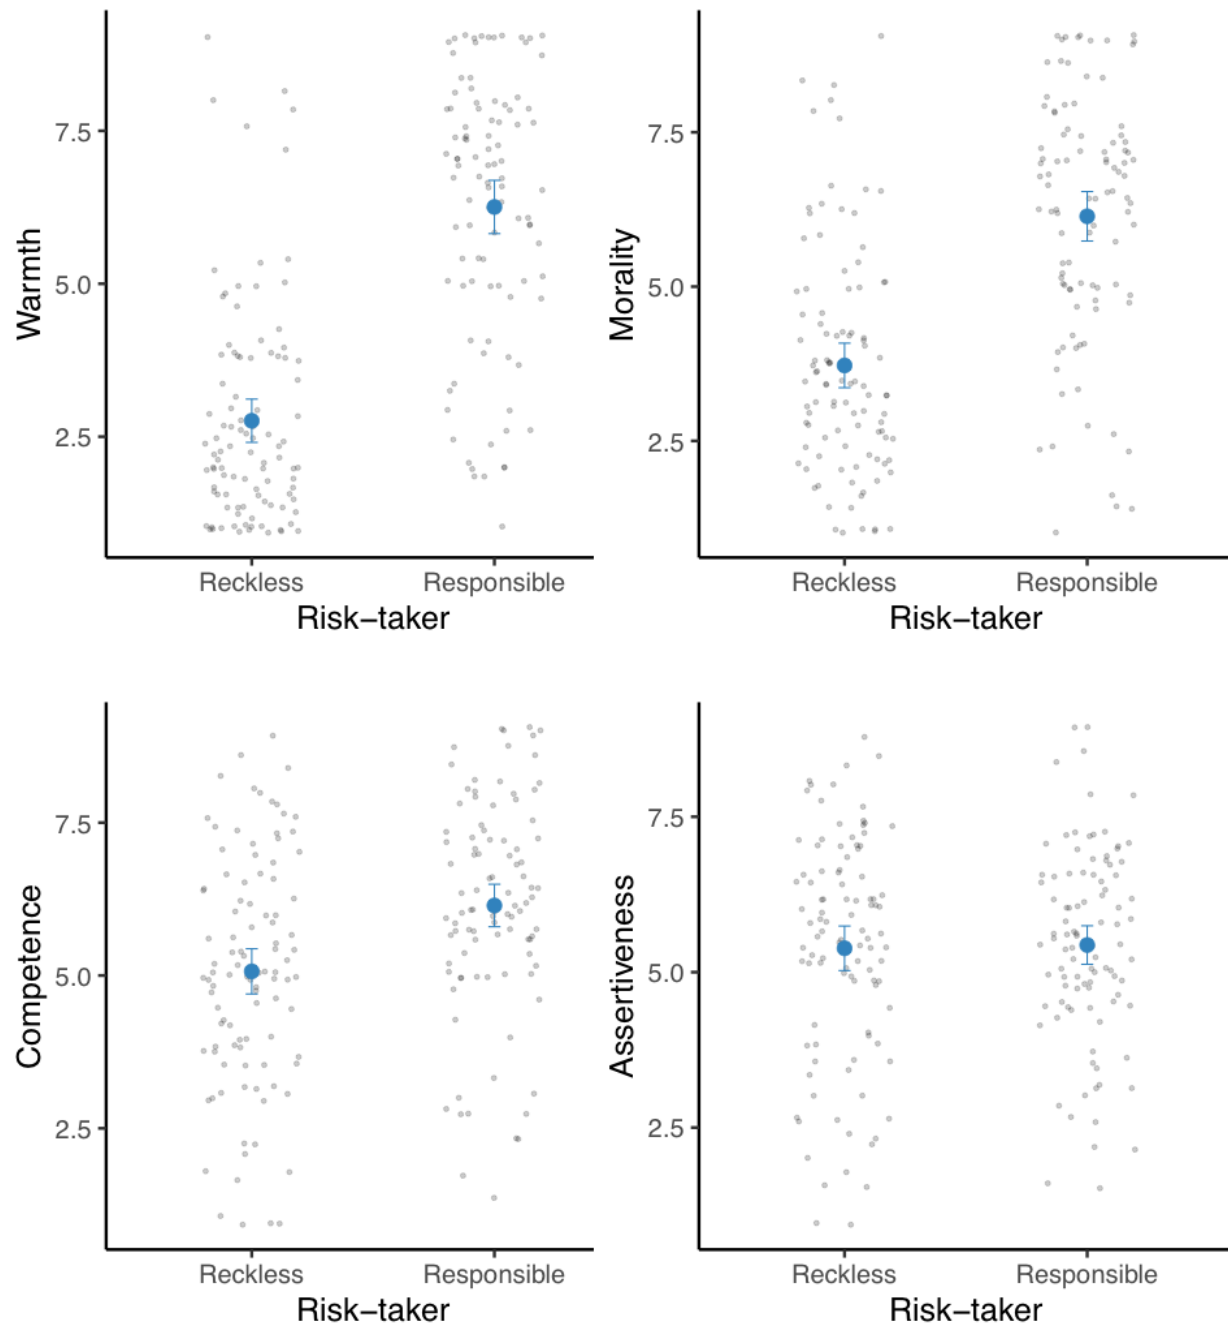 Warmth
7.5
5.0
2.5
Reckless Responsible
Risk–taker
Morality
7.5
5.0
2.5
Reckless Responsible
Risk–taker
Competence
7.5
5.0
2.5
Reckless Responsible
Risk–taker
Assertiveness
7.5
5.0
2.5
Reckless Responsible
Risk–taker